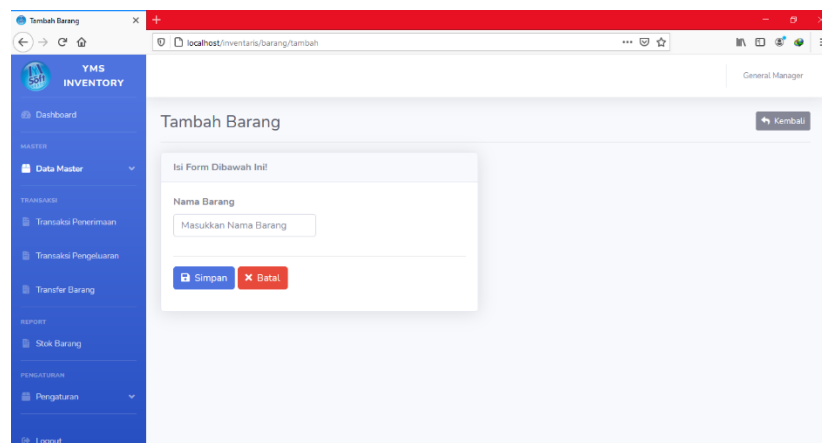 Tambah Barang
localhost/inventaris/barang/tambah
YMS
INVENTORY
General Manager
Dashboard
Tambah Barang
Kembali
MASTER
Data Master
Isi Form Dibawah Ini!
TRANSAKSI
Nama Barang
Transaksi Penerimaan
Masukkan Nama Barang
Transaksi Pengeluaran
Simpan
Batal
Transfer Barang
REPORT
Stok Barang
PENGATURAN
Pengaturan
Logout